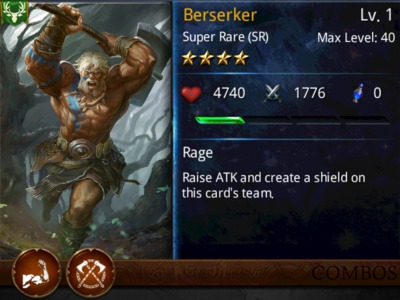 Berserker Lv. 1
Super Rare (SR) Max Level: 40
4740 1776 0
Rage
Raise ATK and create a shield on
this card's team.
COMBOS